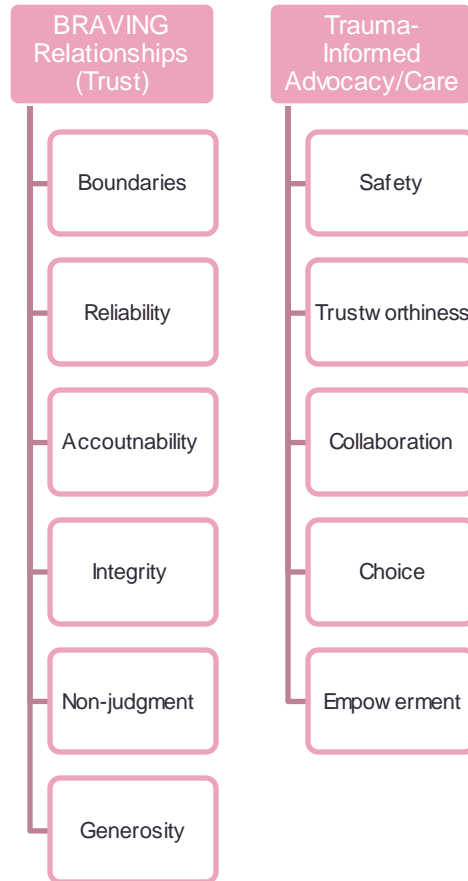 BRAVING
Relationships
(Trust)
Boundaries
Reliability
Accoutnability
Integrity
Non-judgment
Generosity
Trauma-
Informed
Advocacy/Care
Safety
Trustw orthiness
Collaboration
Choice
Empow erment